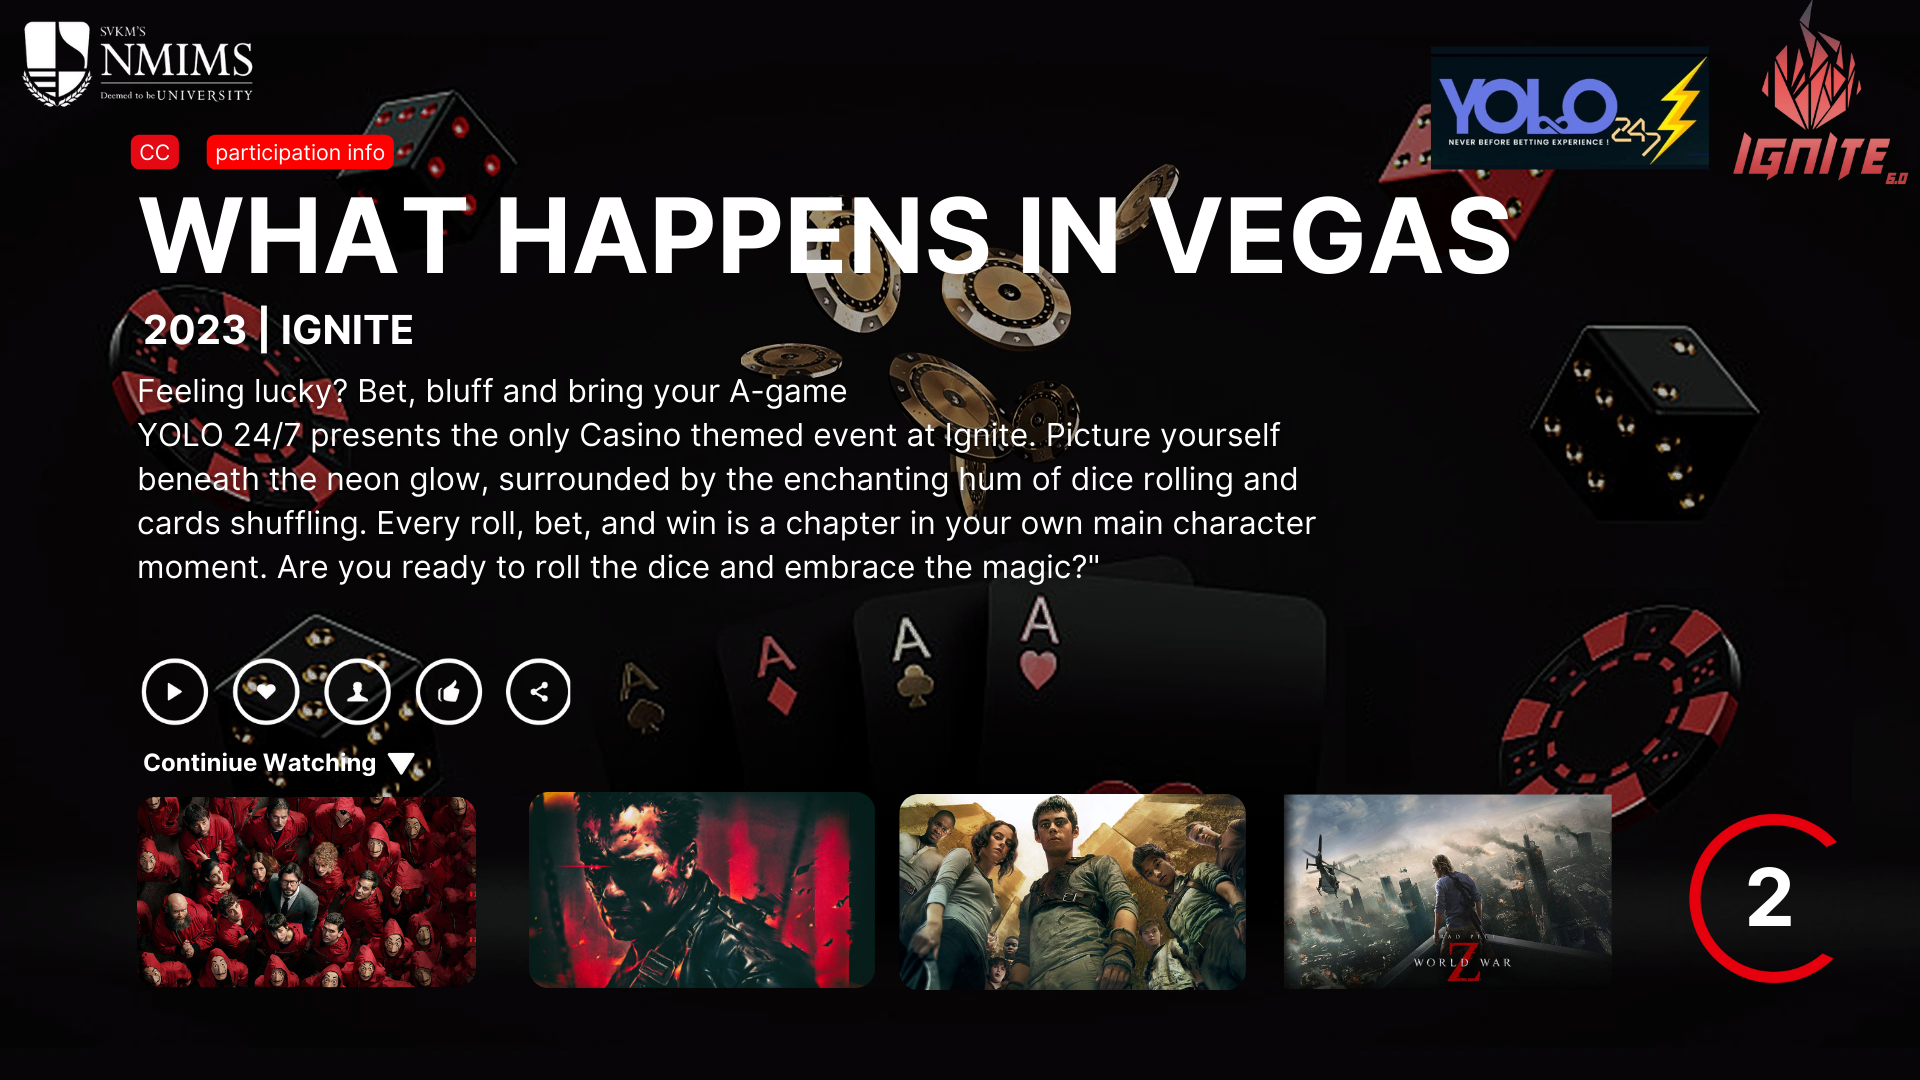 SVKM'S
NMIMS
Deemed to be UNIVERSITY
YOLO
247
NEVER BEFORE BETTING EXPERIENCE !
IGNITE
6.0
CC
participation info
WHAT HAPPENS IN VEGAS
2023 | IGNITE
Feeling lucky? Bet, bluff and bring your A-game
YOLO 24/7 presents the only Casino themed event at Ignite. Picture yourself
beneath the neon glow, surrounded by the enchanting hum of dice rolling and
cards shuffling. Every roll, bet, and win is a chapter in your own main character
moment. Are you ready to roll the dice and embrace the magic?"
A
A
A
A
Continiue Watching
BRAD PITT
WORLD WAR
Z
2